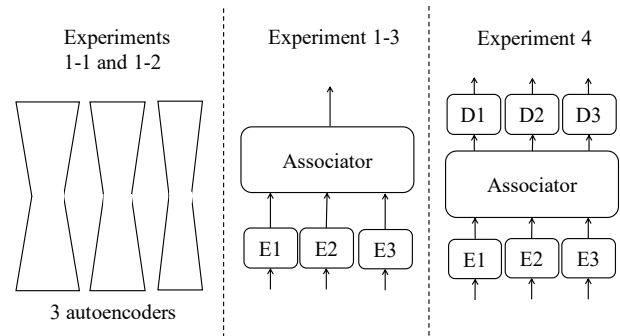 Experiments
1-1 and 1-2
3 autoencoders
Experiment 1-3
Associator
E1 E2 E3
Experiment 4
D1 D2 D3
Associator
E1 E2 E3